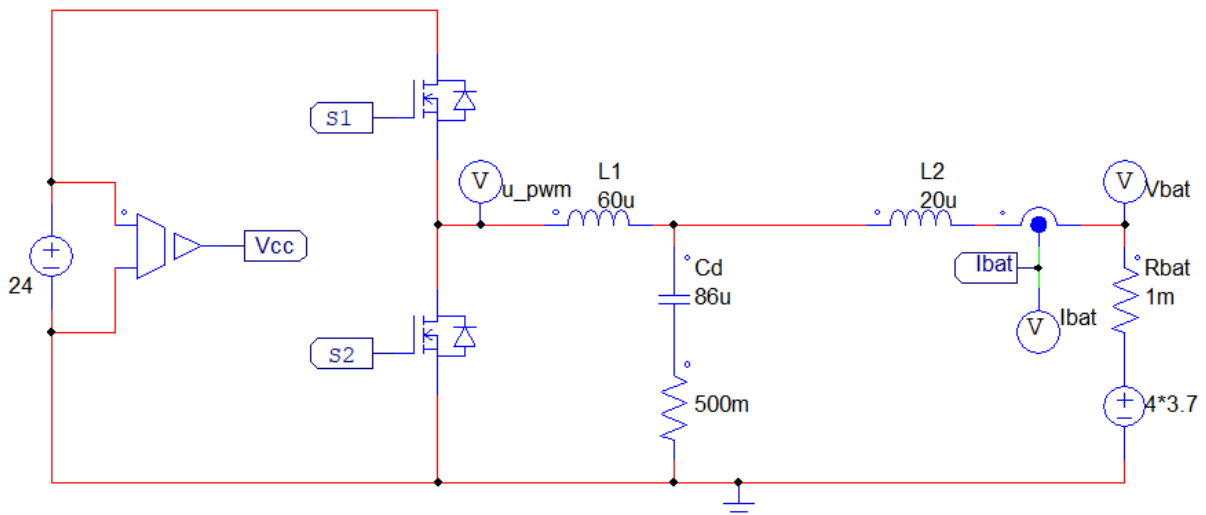 S1
V
u_pwm
L1
60u
L2
20u
V
Vbat
24
Vcc
Cd
86u
Ibat
Rbat
1m
V
Ibat
S2
500m
4*3.7